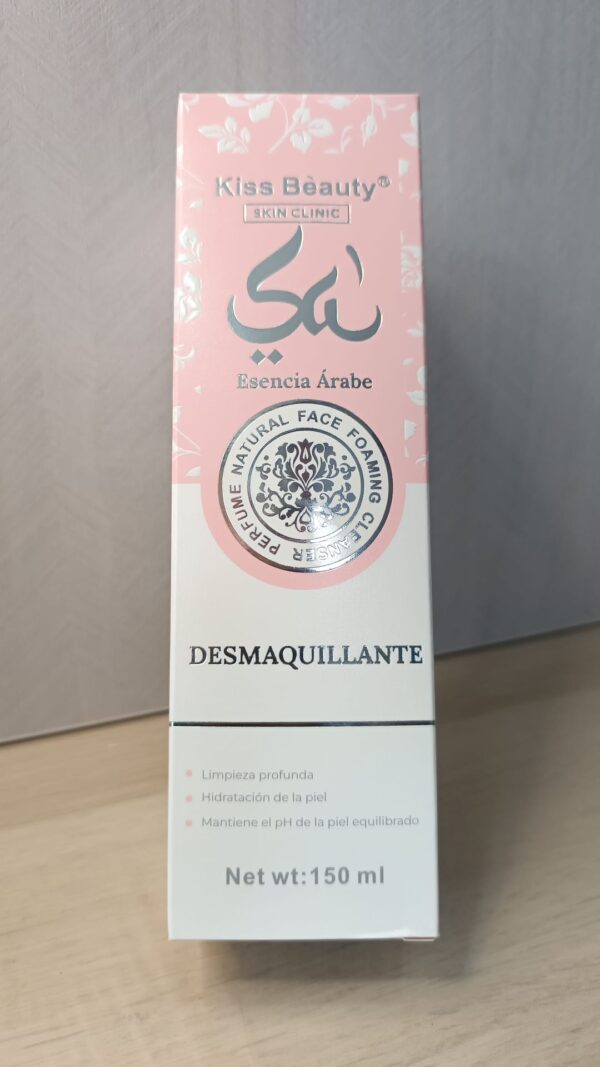 Kiss Bèauty®
SKIN CLINIC
Esencia Árabe
PERFUME NATURAL FACE FOAMING CLEANSER
DESMAQUILLANTE
Limpieza profunda
Hidratación de la piel
Mantiene el pH de la piel equilibrado
Net wt:150 ml